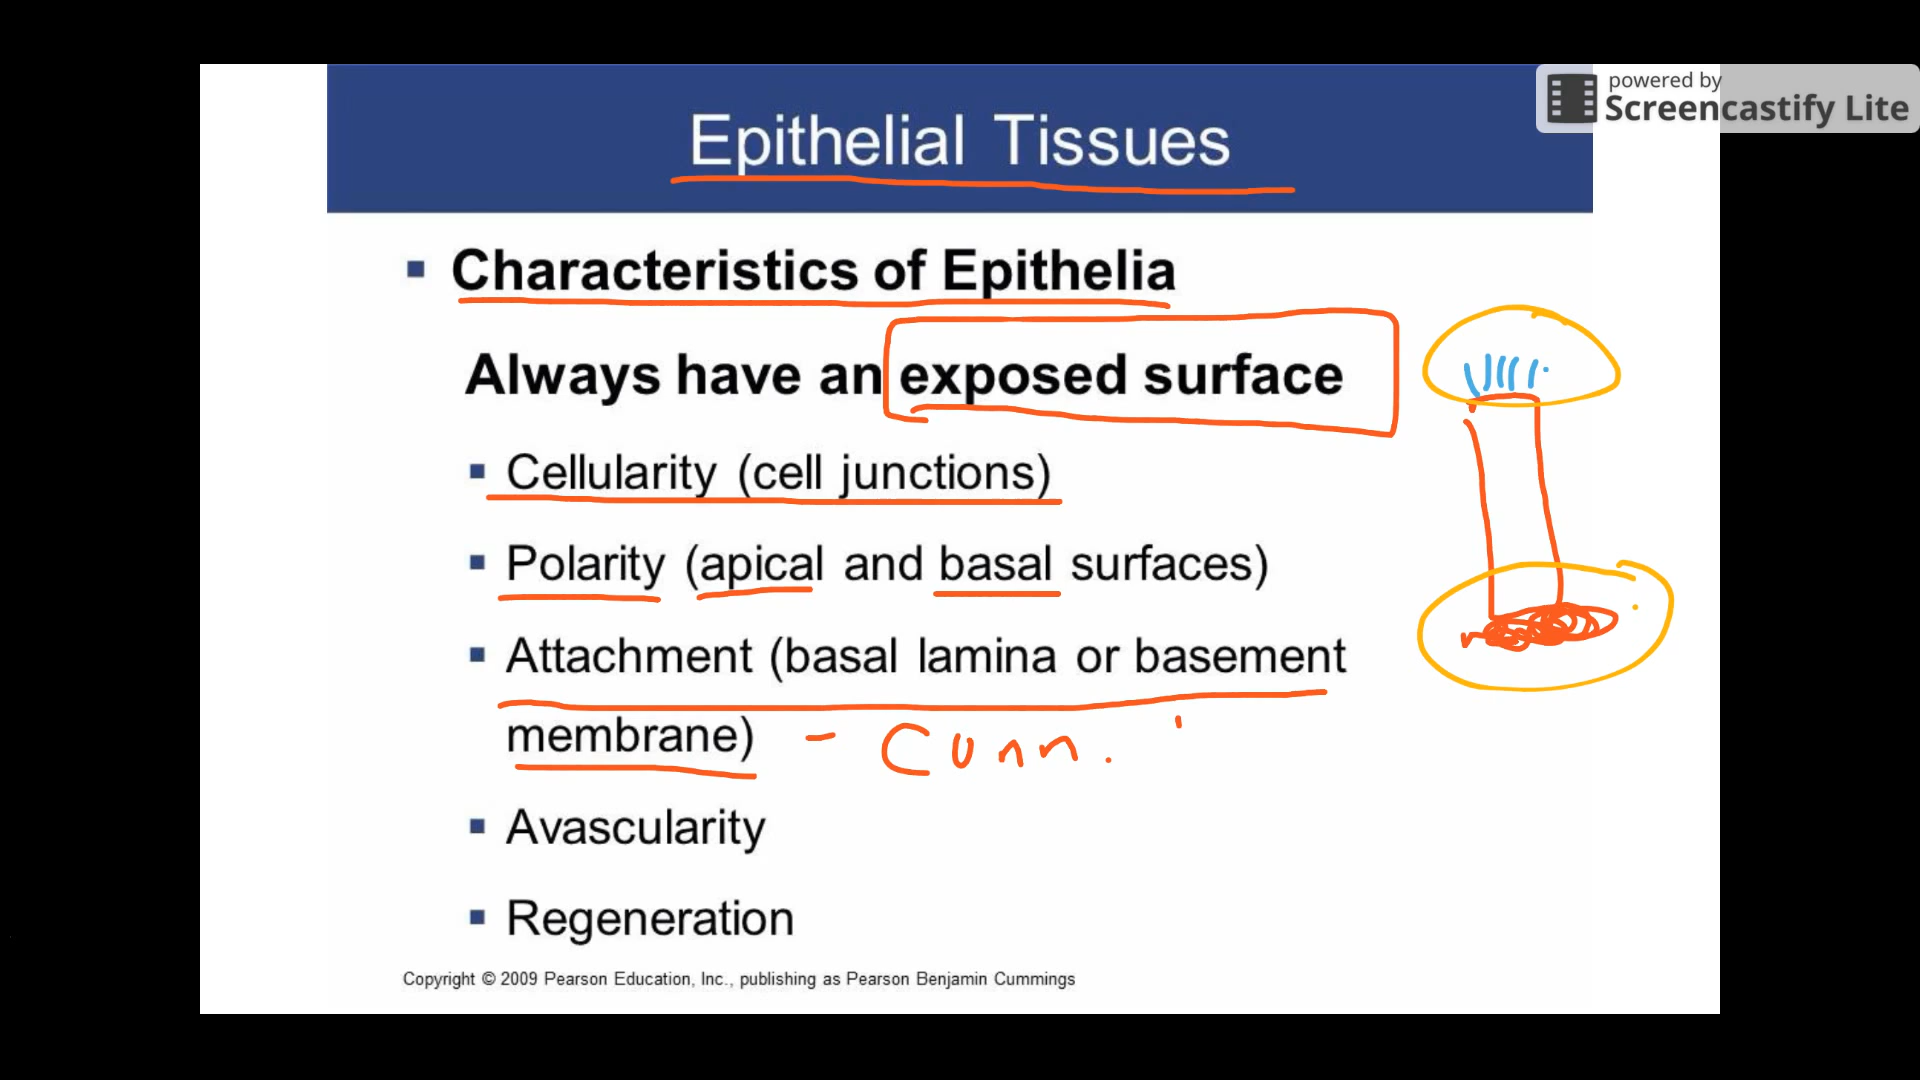 powered by
Screencastify Lite
Epithelial Tissues
Characteristics of Epithelia
Always have an exposed surface
Cellularity (cell junctions)
Polarity (apical and basal surfaces)
Attachment (basal lamina or basement
membrane) - Conn.
Avascularity
Regeneration
Copyright © 2009 Pearson Education, Inc., publishing as Pearson Benjamin Cummings